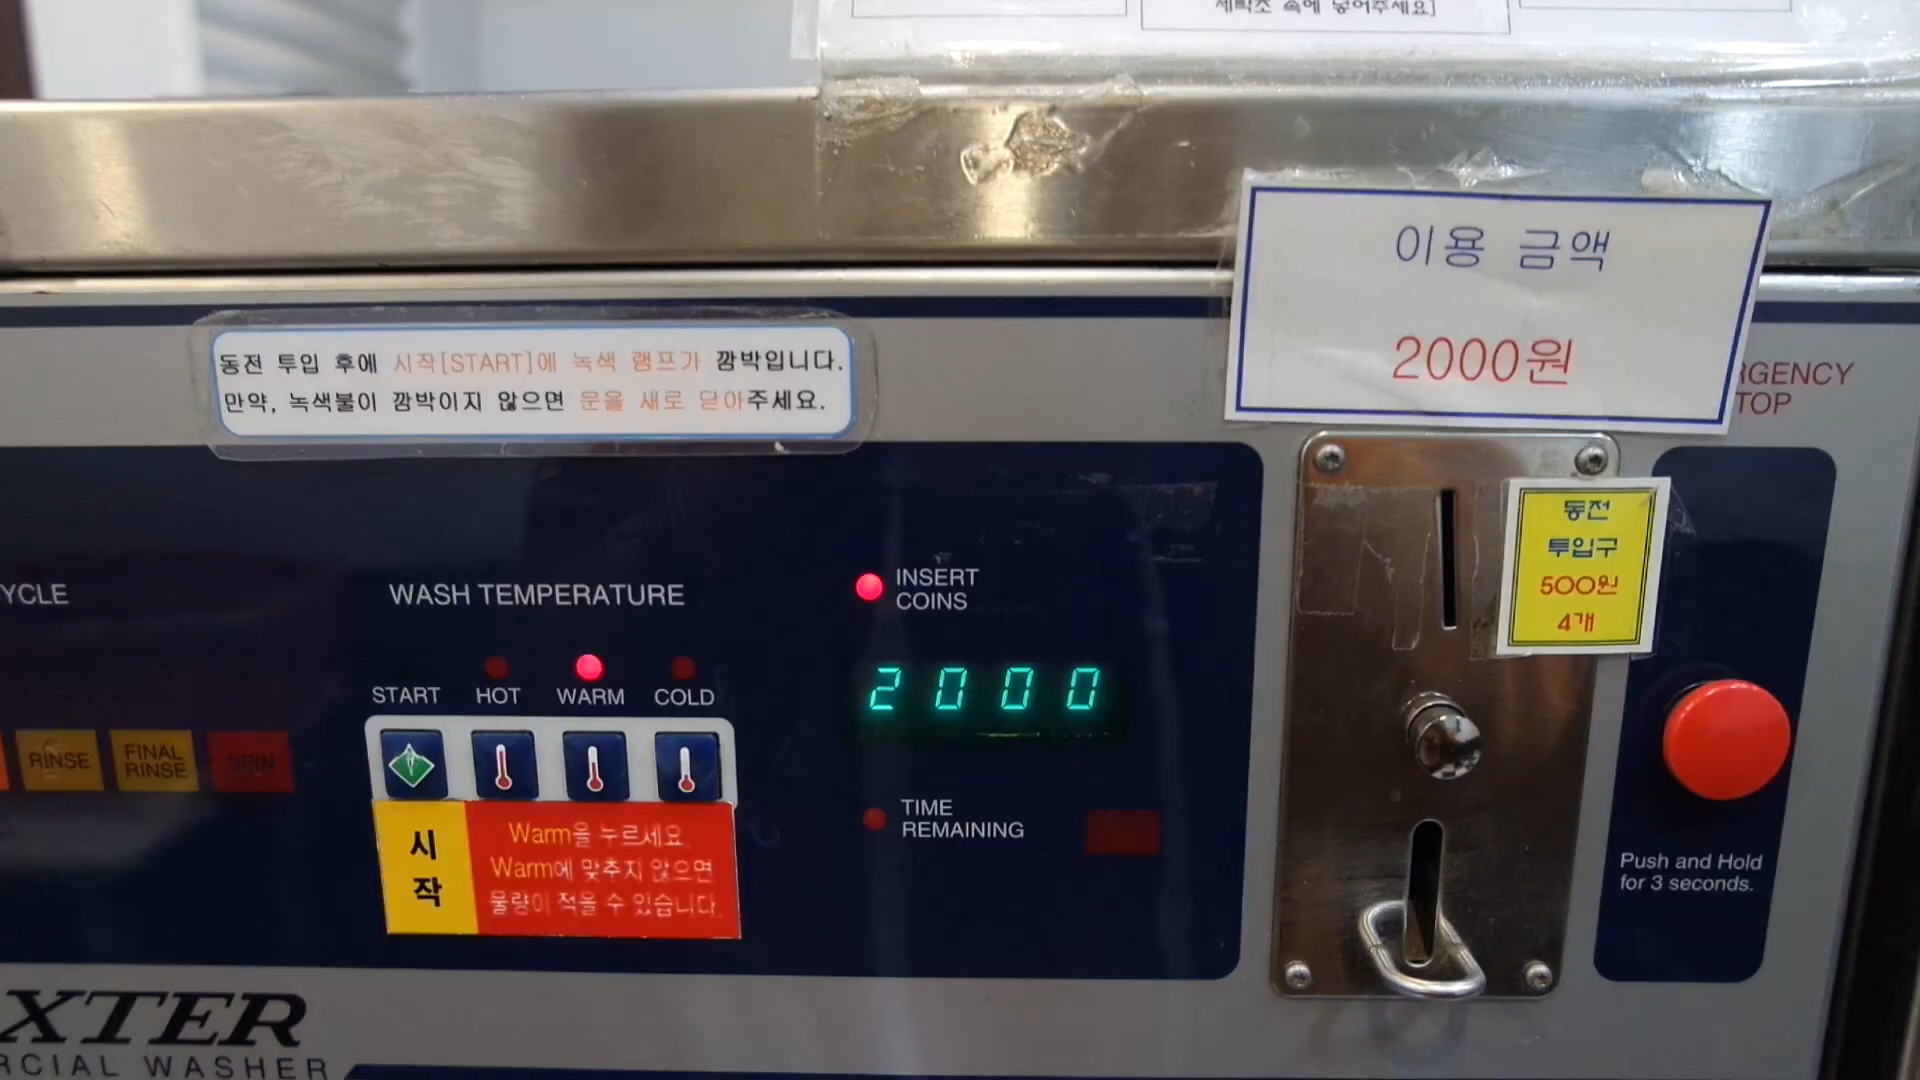 세탁조 속에 넣어주세요]
이용 금액
2000원
동전 투입 후에 시작[START]에 녹색 램프가 깜박입니다.
만약, 녹색불이 깜박이지 않으면 문을 새로 닫아주세요.
RGENCY
TOP
동전
투입구
500원
4개
INSERT
COINS
YCLE
WASH TEMPERATURE
START HOT WARM COLD
2000
RINSE
FINAL
RINSE
SPIN
TIME
REMAINING
시
작
Warm을 누르세요.
Warm에 맞추지 않으면
물량이 적을 수 있습니다.
Push and Hold
for 3 seconds.
XTER
RCIAL WASHER